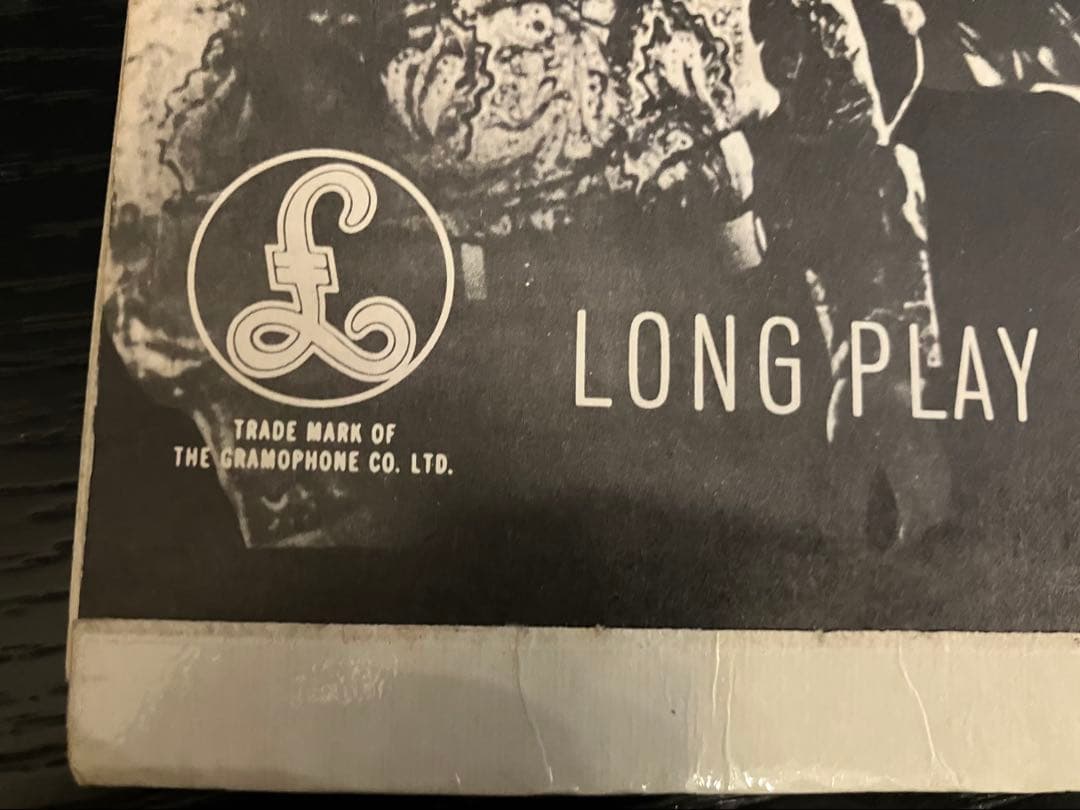 £
LONG PLAY
TRADE MARK OF
THE GRAMOPHONE CO. LTD.